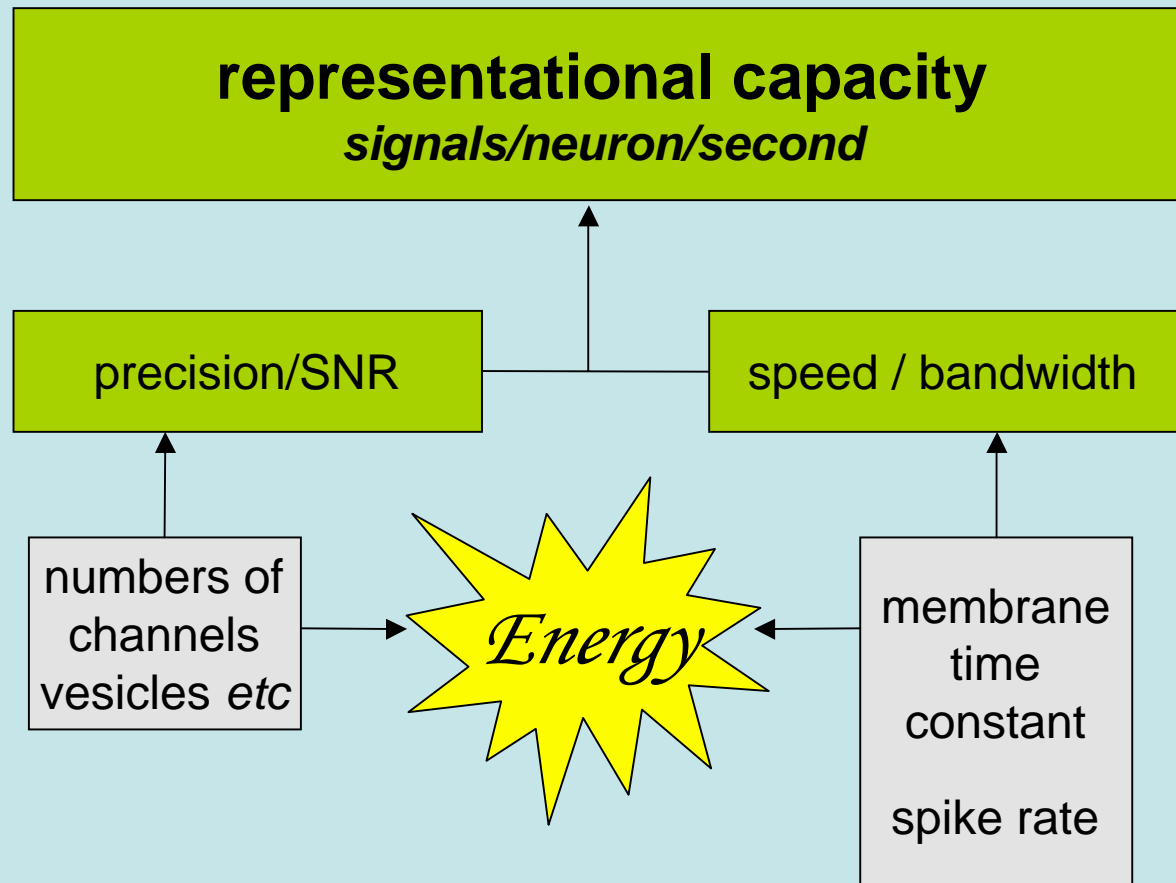 representational capacity
signals/neuron/second
precision/SNR
speed / bandwidth
numbers of
channels
vesicles etc
Energy
membrane
time
constant
spike rate